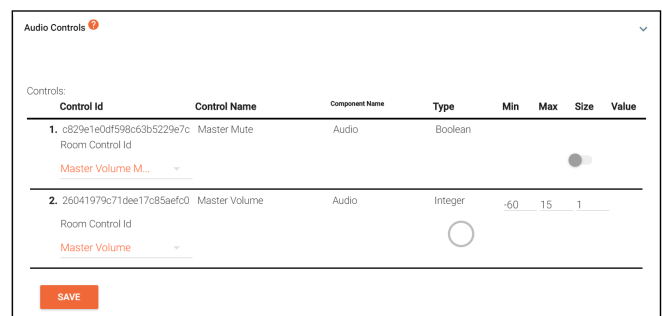 Audio Controls ?
Controls:
Control Id Control Name Component Name Type Min Max Size Value
1. c829e1e0df598c63b5229e7c Master Mute Audio Boolean
Room Control Id
Master Volume M...
2. 26041979c71dee17c85aefc0 Master Volume Audio Integer -60 15 1
Room Control Id
Master Volume
SAVE